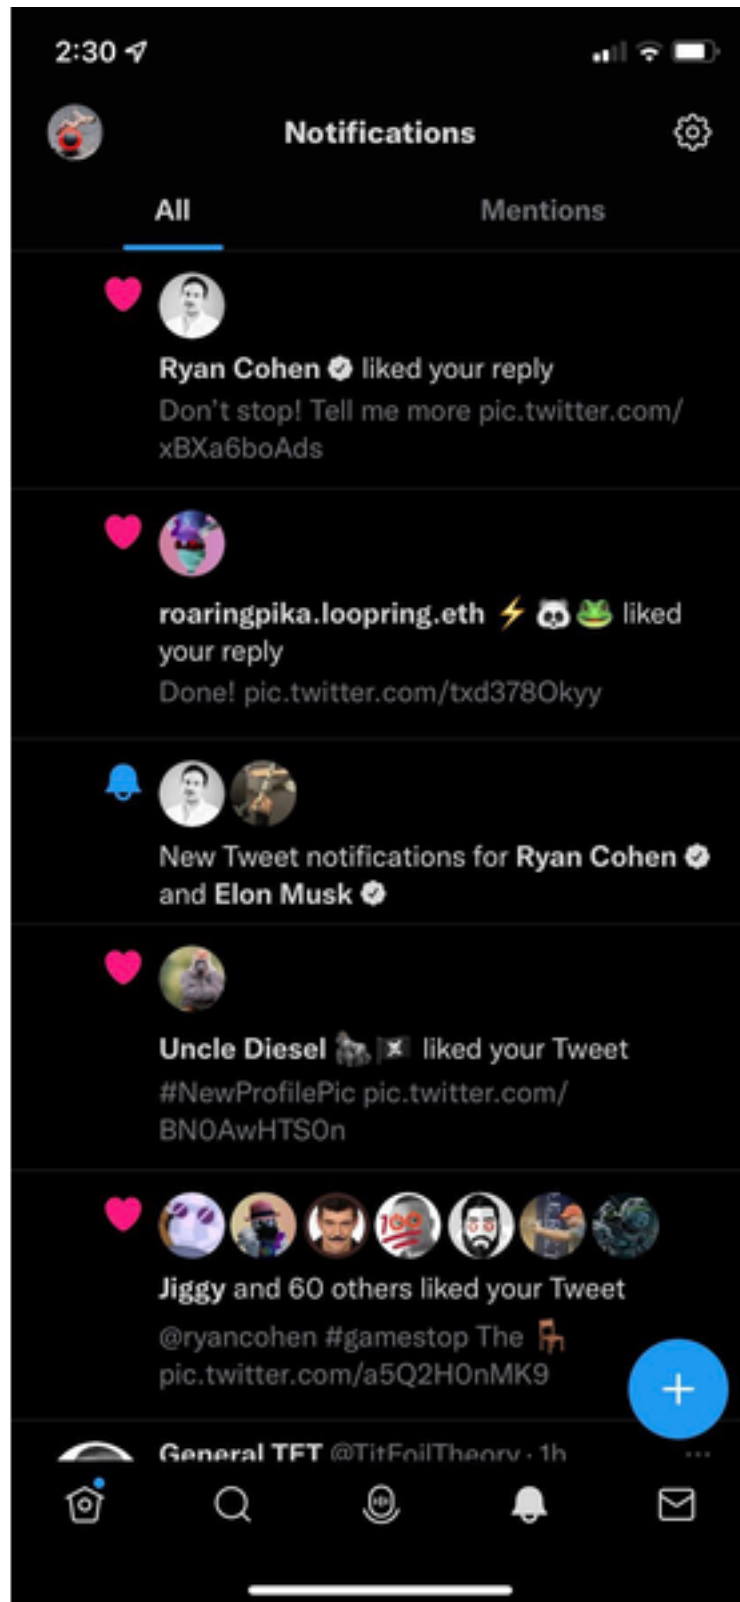 2:30
Notifications
All
Mentions
Ryan Cohen liked your reply
Don't stop! Tell me more pic.twitter.com/
xBXa6boAds
roaringpika.loopring.eth ⚡ 🐼🐸 liked
your reply
Done! pic.twitter.com/txd378Okyy
New Tweet notifications for Ryan Cohen
and Elon Musk
Uncle Diesel 🦍🏴‍☠️ liked your Tweet
#NewProfilePic pic.twitter.com/
BN0AwHTS0n
100
Jiggy and 60 others liked your Tweet
@ryancohen #gamestop The 🪑
pic.twitter.com/a5Q2H0nMK9
General TFT @TitFoilTheory · 1h